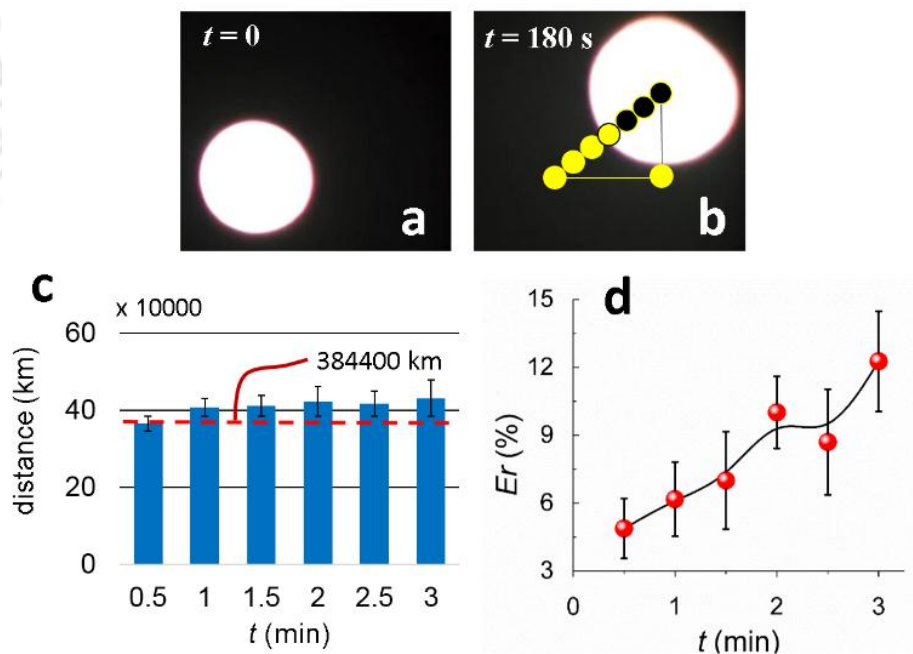 t = 0
a
t = 180 s
b
c
x 10000
60
40
20
0
384400 km
distance (km)
0.5 1 1.5 2 2.5 3
t (min)
d
15
12
9
6
3
Er (%)
0 1 2 3
t (min)